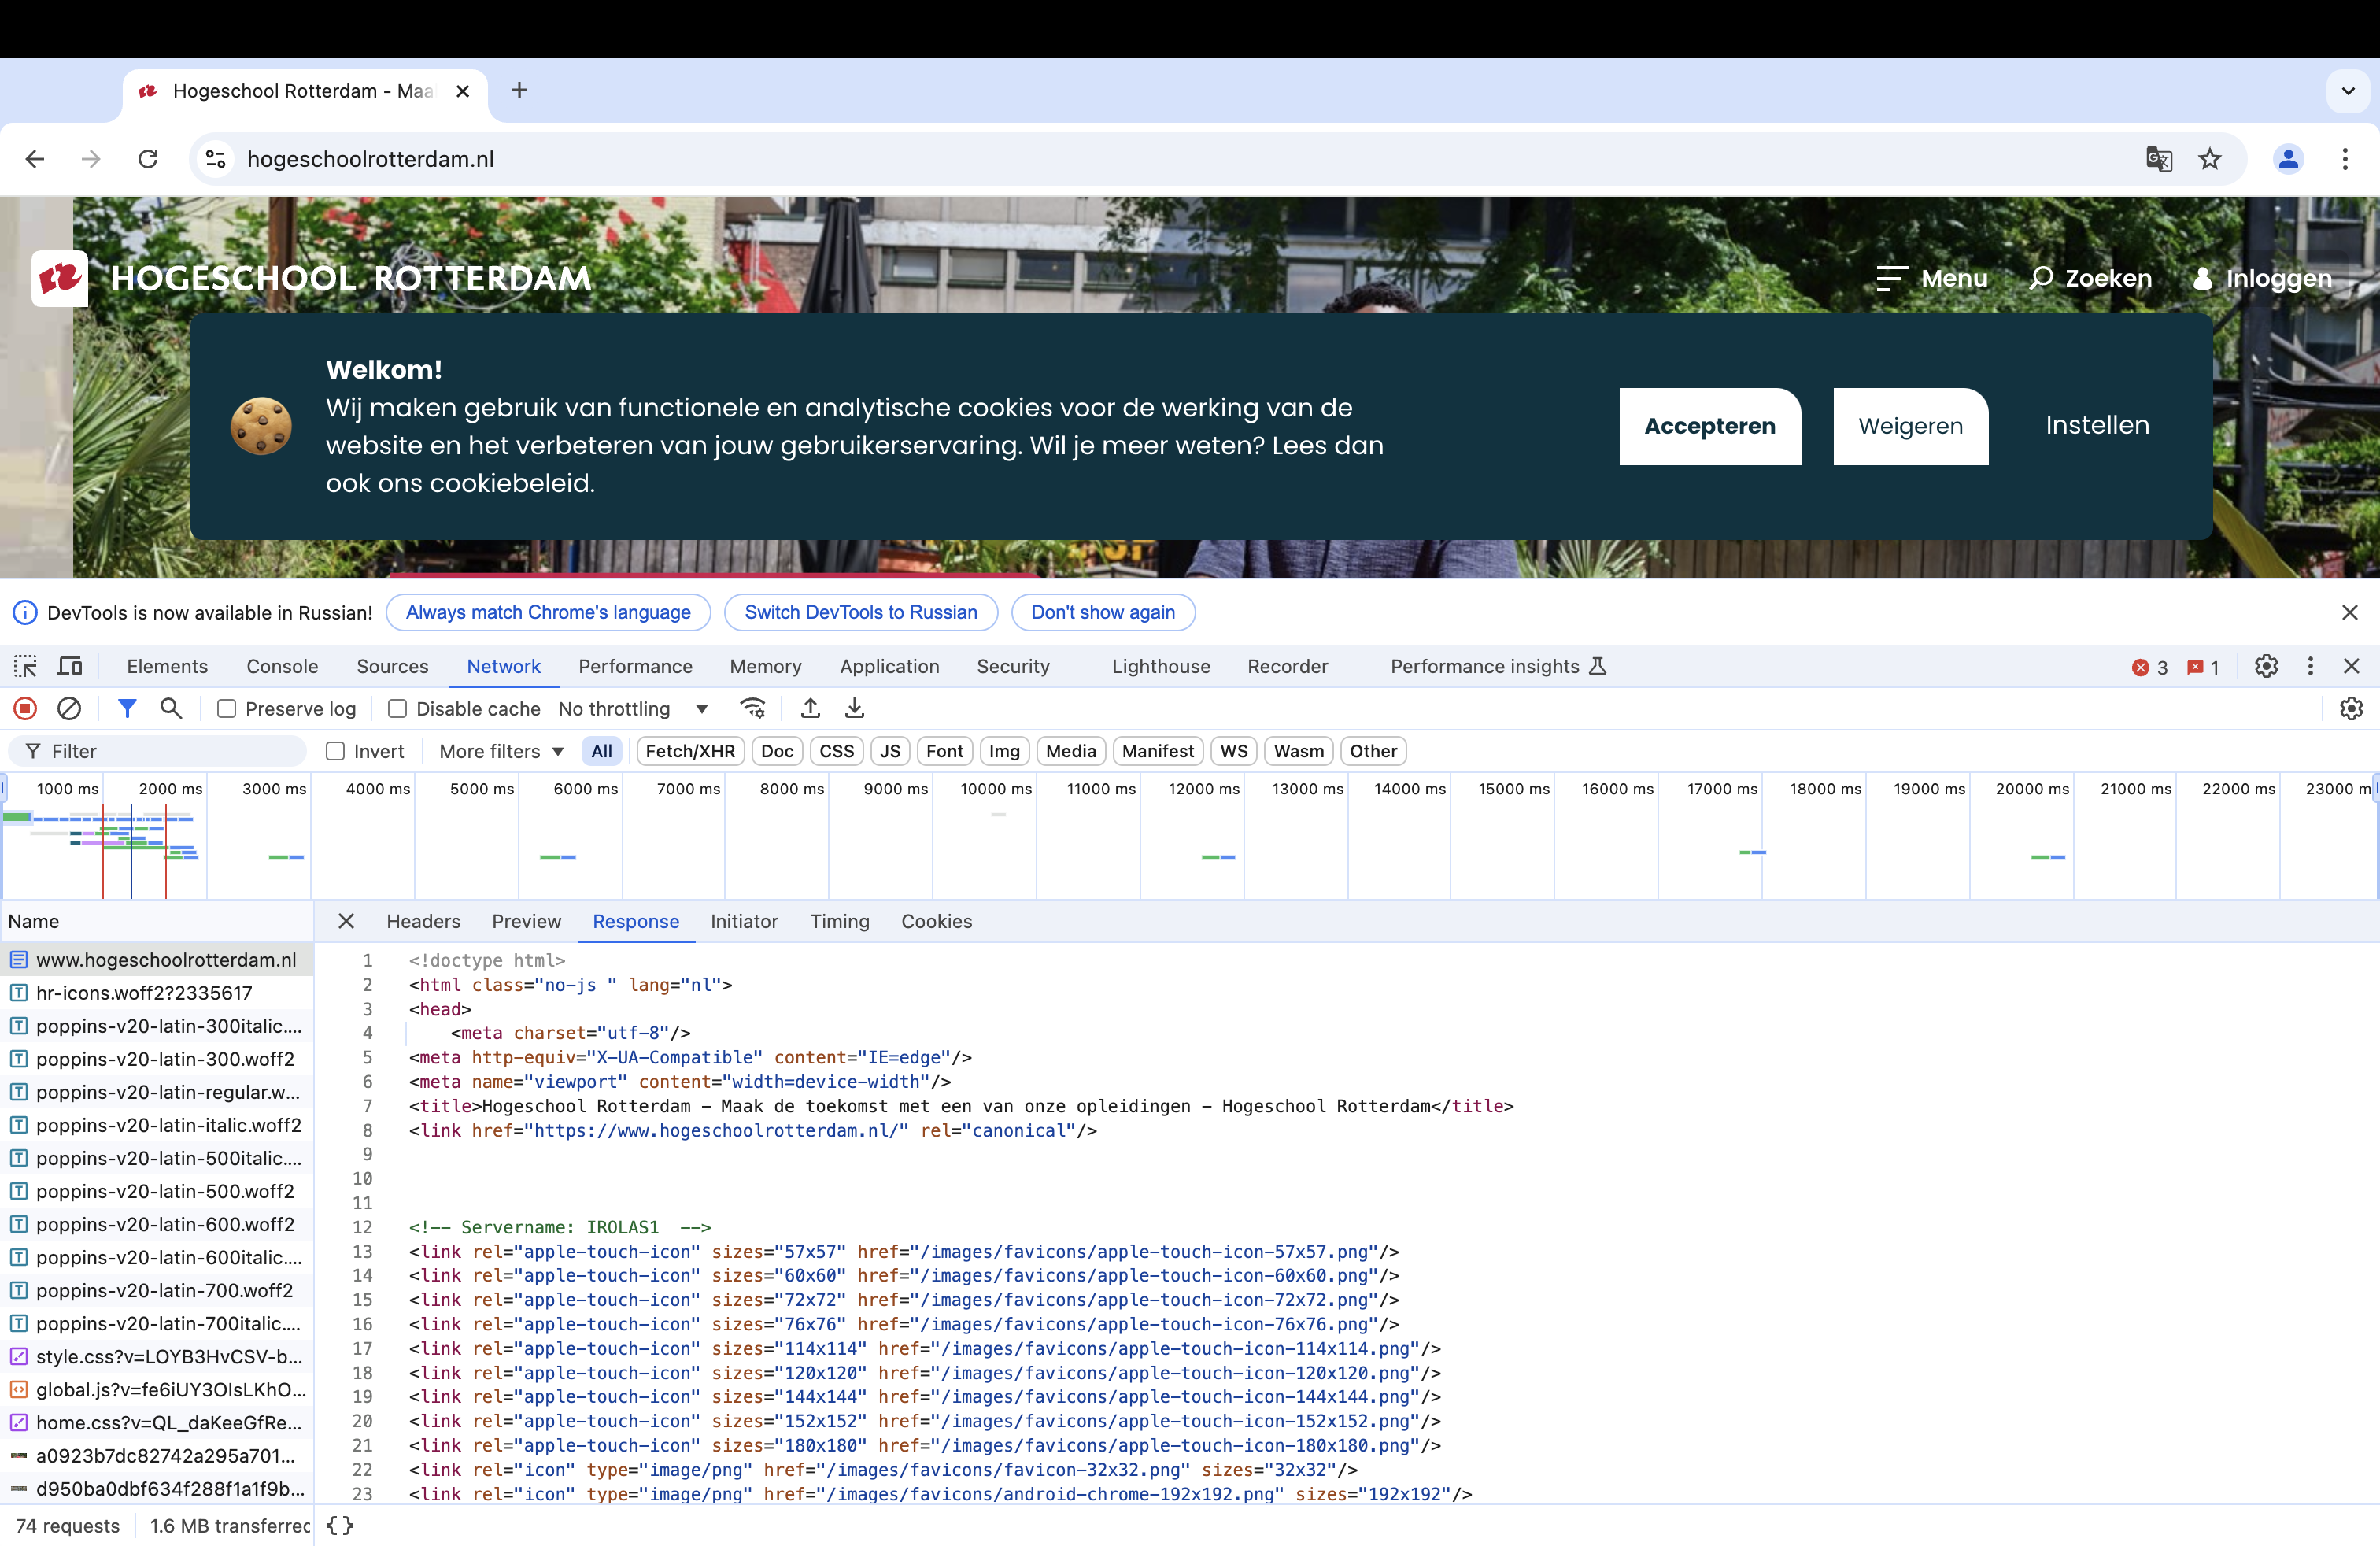 Hogeschool Rotterdam - Maa
hogeschoolrotterdam.nl
HOGESCHOOL ROTTERDAM
Menu
Zoeken
Inloggen
Welkom!
Wij maken gebruik van functionele en analytische cookies voor de werking van de
website en het verbeteren van jouw gebruikerservaring. Wil je meer weten? Lees dan
ook ons cookiebeleid.
Accepteren
Weigeren
Instellen
DevTools is now available in Russian!
Always match Chrome's language
Switch DevTools to Russian
Don't show again
Elements Console Sources Network Performance Memory Application Security Lighthouse Recorder Performance insights
3 1
Preserve log
Disable cache
No throttling
Filter
Invert
More filters
All Fetch/XHR Doc CSS JS Font Img Media Manifest WS Wasm Other
1000 ms 2000 ms 3000 ms 4000 ms 5000 ms 6000 ms 7000 ms 8000 ms 9000 ms 10000 ms 11000 ms 12000 ms 13000 ms 14000 ms 15000 ms 16000 ms 17000 ms 18000 ms 19000 ms 20000 ms 21000 ms 22000 ms 23000 m
Name
www.hogeschoolrotterdam.nl
hr-icons.woff2?2335617
poppins-v20-latin-300italic....
poppins-v20-latin-300.woff2
poppins-v20-latin-regular.w...
poppins-v20-latin-italic.woff2
poppins-v20-latin-500italic....
poppins-v20-latin-500.woff2
poppins-v20-latin-600.woff2
poppins-v20-latin-600italic....
poppins-v20-latin-700.woff2
poppins-v20-latin-700italic....
style.css?v=LOYB3HvCSV-b...
global.js?v=fe6iUY3OlsLKhO...
home.css?v=QL_daKeeGfRe...
a0923b7dc82742a295a701...
d950ba0dbf634f288f1a1f9b...
74 requests
1.6 MB transferrec
Headers Preview Response Initiator Timing Cookies
1 <!doctype html>
2 <html class="no-js " lang="nl">
3 <head>
4 <meta charset="utf-8"/>
5 <meta http-equiv="X-UA-Compatible" content="IE=edge"/>
6 <meta name="viewport" content="width=device-width"/>
7 <title>Hogeschool Rotterdam - Maak de toekomst met een van onze opleidingen - Hogeschool Rotterdam</title>
8 <link href="https://www.hogeschoolrotterdam.nl/" rel="canonical"/>
9
10
11
12 <!-- Servername: IROLAS1 -->
13 <link rel="apple-touch-icon" sizes="57x57" href="/images/favicons/apple-touch-icon-57x57.png"/>
14 <link rel="apple-touch-icon" sizes="60x60" href="/images/favicons/apple-touch-icon-60x60.png"/>
15 <link rel="apple-touch-icon" sizes="72x72" href="/images/favicons/apple-touch-icon-72x72.png"/>
16 <link rel="apple-touch-icon" sizes="76x76" href="/images/favicons/apple-touch-icon-76x76.png"/>
17 <link rel="apple-touch-icon" sizes="114x114" href="/images/favicons/apple-touch-icon-114x114.png"/>
18 <link rel="apple-touch-icon" sizes="120x120" href="/images/favicons/apple-touch-icon-120x120.png"/>
19 <link rel="apple-touch-icon" sizes="144x144" href="/images/favicons/apple-touch-icon-144x144.png"/>
20 <link rel="apple-touch-icon" sizes="152x152" href="/images/favicons/apple-touch-icon-152x152.png"/>
21 <link rel="apple-touch-icon" sizes="180x180" href="/images/favicons/apple-touch-icon-180x180.png"/>
22 <link rel="icon" type="image/png" href="/images/favicons/favicon-32x32.png" sizes="32x32"/>
23 <link rel="icon" type="image/png" href="/images/favicons/android-chrome-192x192.png" sizes="192x192"/>
{}